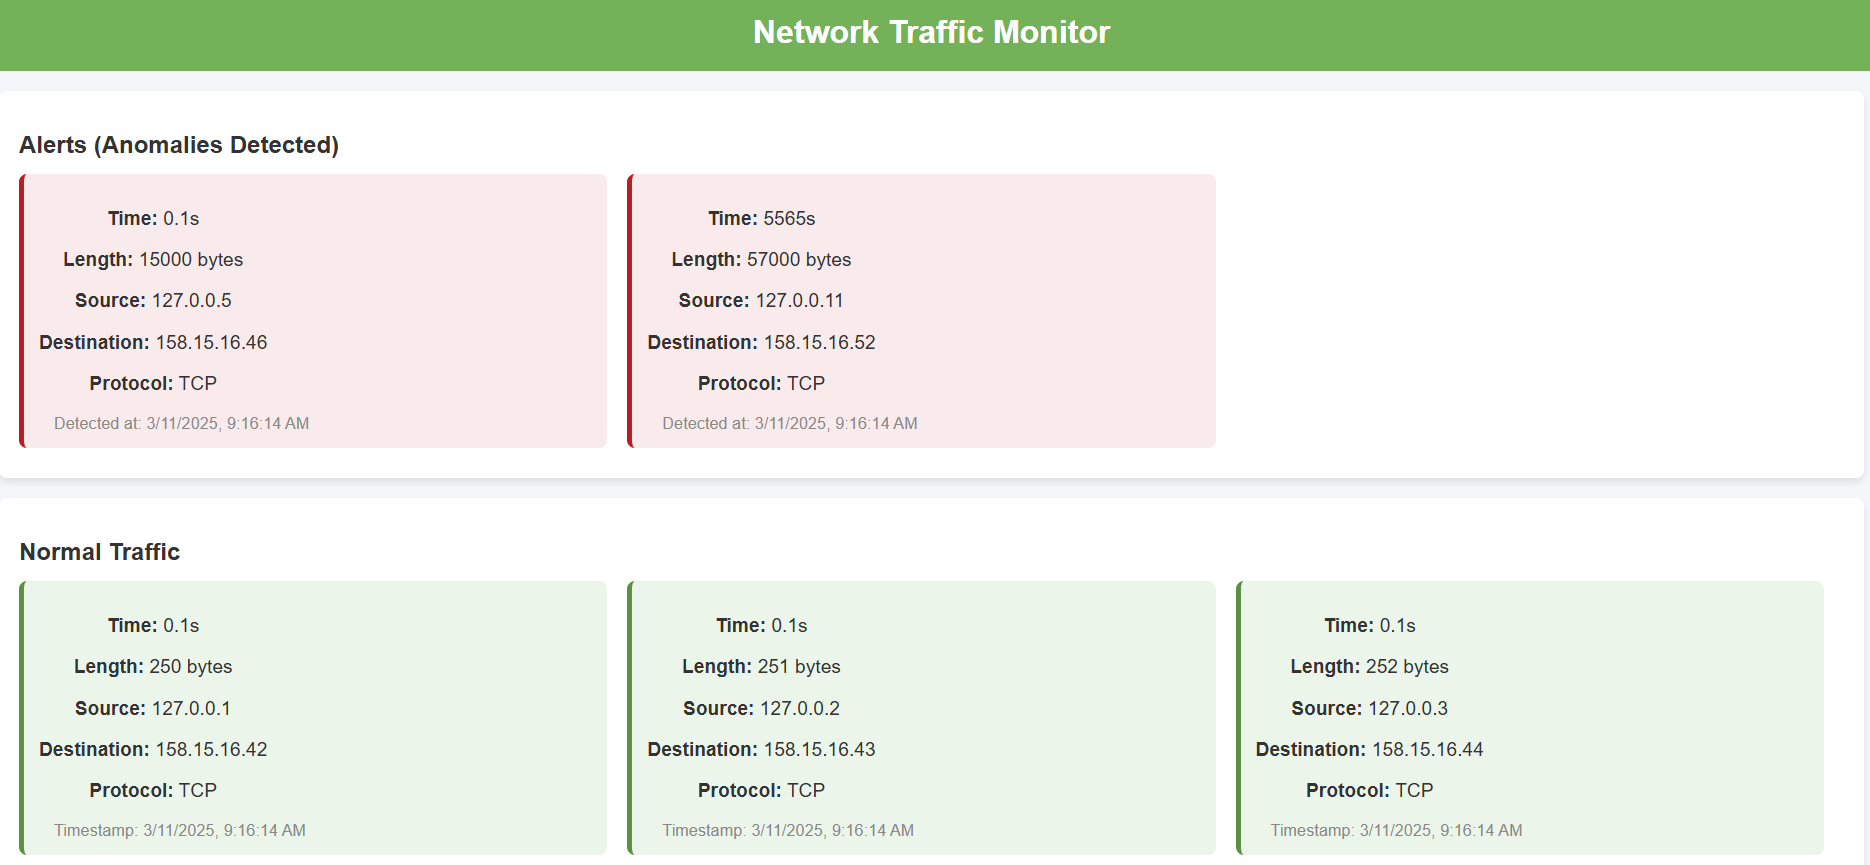 Network Traffic Monitor
Alerts (Anomalies Detected)
Time: 0.1s
Length: 15000 bytes
Source: 127.0.0.5
Destination: 158.15.16.46
Protocol: TCP
Detected at: 3/11/2025, 9:16:14 AM
Time: 5565s
Length: 57000 bytes
Source: 127.0.0.11
Destination: 158.15.16.52
Protocol: TCP
Detected at: 3/11/2025, 9:16:14 AM
Normal Traffic
Time: 0.1s
Length: 250 bytes
Source: 127.0.0.1
Destination: 158.15.16.42
Protocol: TCP
Timestamp: 3/11/2025, 9:16:14 AM
Time: 0.1s
Length: 251 bytes
Source: 127.0.0.2
Destination: 158.15.16.43
Protocol: TCP
Timestamp: 3/11/2025, 9:16:14 AM
Time: 0.1s
Length: 252 bytes
Source: 127.0.0.3
Destination: 158.15.16.44
Protocol: TCP
Timestamp: 3/11/2025, 9:16:14 AM